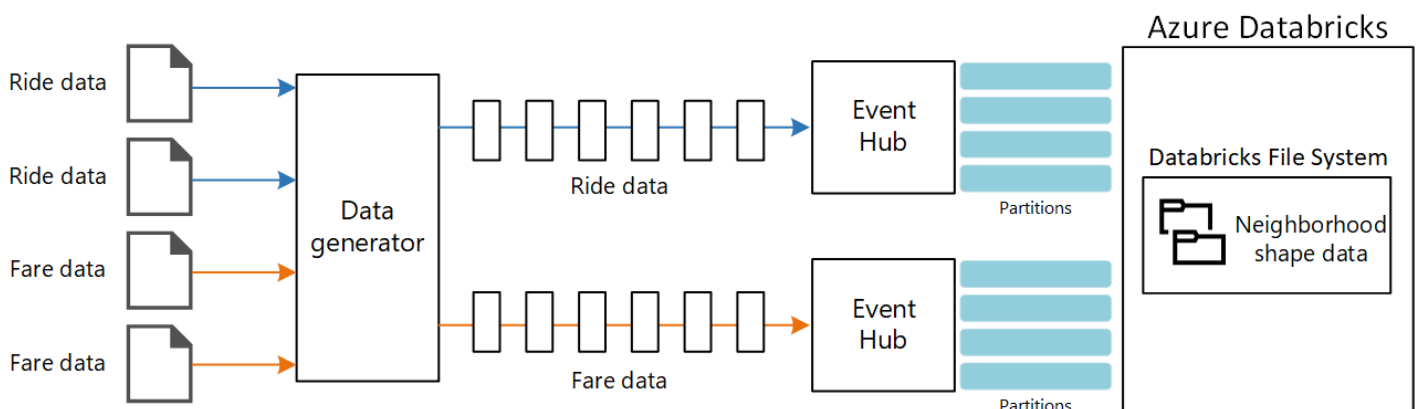 Azure Databricks
Ride data
Ride data
Fare data
Fare data
Data
generator
Ride data
Fare data
Event
Hub
Partitions
Event
Hub
Partitions
Databricks File System
Neighborhood
shape data